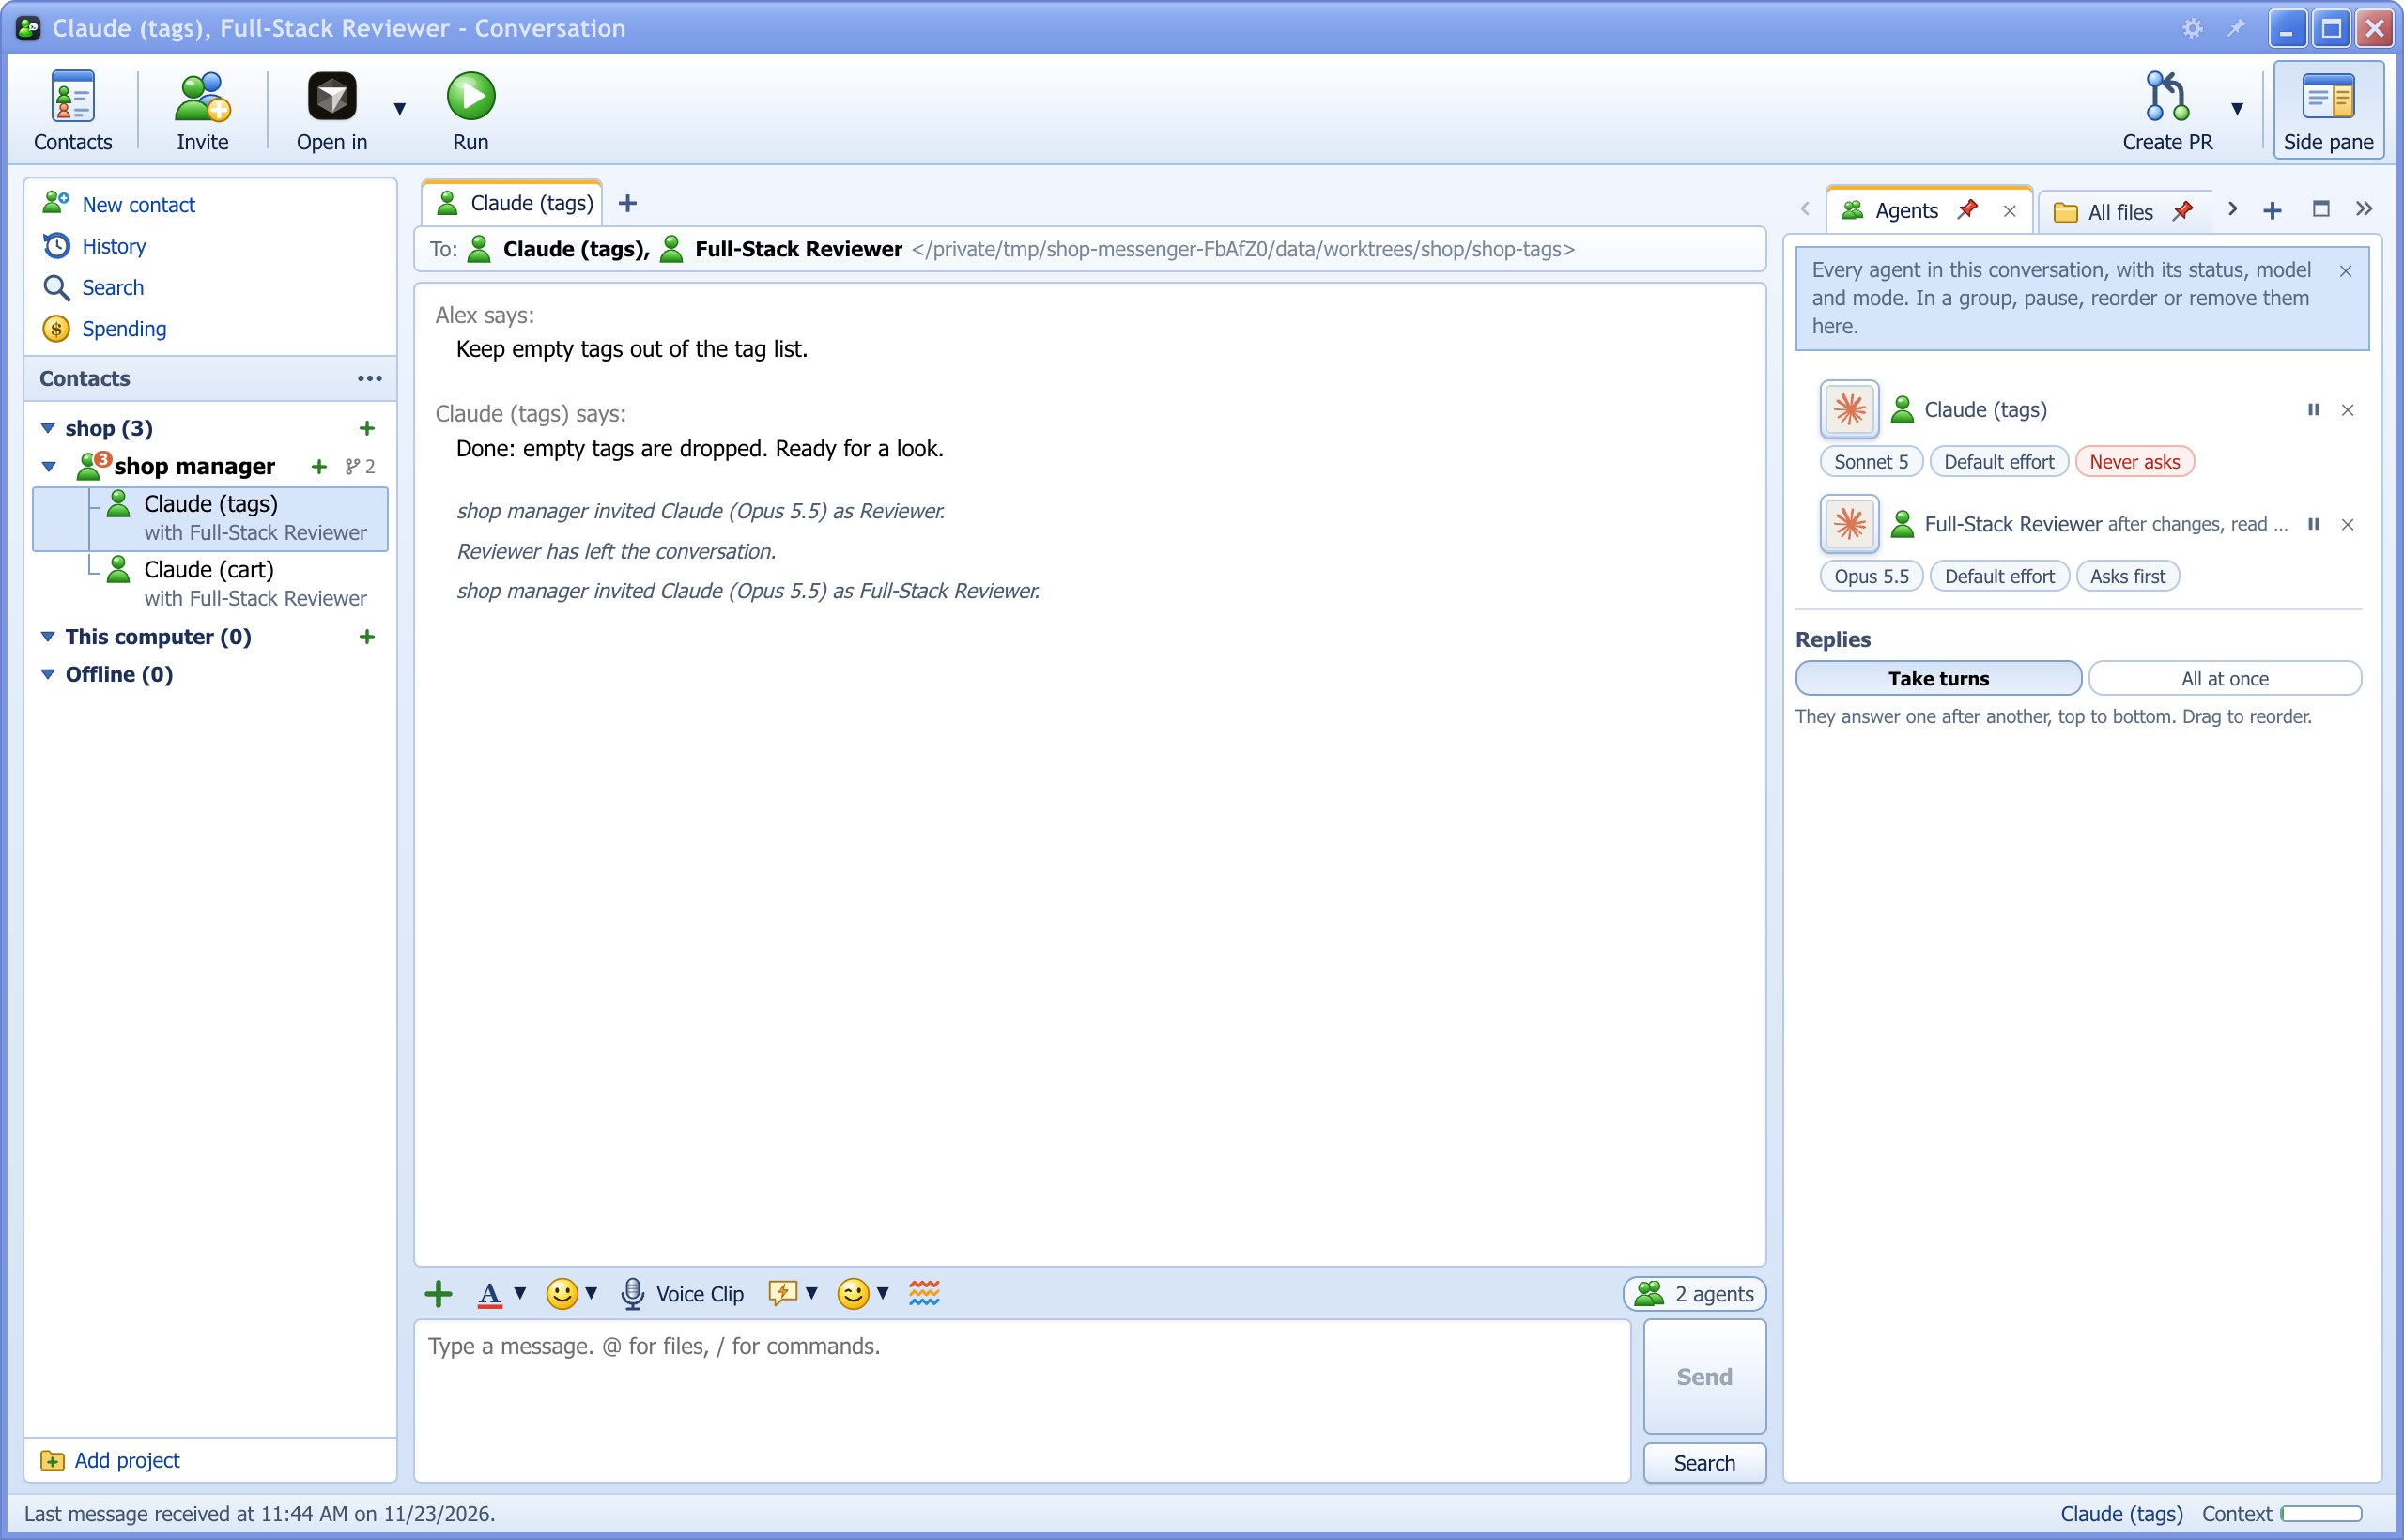 Claude (tags), Full-Stack Reviewer - Conversation
Contacts
Invite
Open in
Run
Create PR
Side pane
New contact
History
Search
Spending
Contacts
shop (3)
3
shop manager
2
Claude (tags)
with Full-Stack Reviewer
Claude (cart)
with Full-Stack Reviewer
This computer (0)
Offline (0)
Add project
Claude (tags)
To: Claude (tags), Full-Stack Reviewer </private/tmp/shop-messenger-FbAfZ0/data/worktrees/shop/shop-tags>
Alex says:
Keep empty tags out of the tag list.
Claude (tags) says:
Done: empty tags are dropped. Ready for a look.
shop manager invited Claude (Opus 5.5) as Reviewer.
Reviewer has left the conversation.
shop manager invited Claude (Opus 5.5) as Full-Stack Reviewer.
A
Voice Clip
2 agents
Type a message. @ for files, / for commands.
Send
Search
Agents
All files
Every agent in this conversation, with its status, model
and mode. In a group, pause, reorder or remove them
here.
Claude (tags)
Sonnet 5
Default effort
Never asks
Full-Stack Reviewer after changes, read ...
Opus 5.5
Default effort
Asks first
Replies
Take turns
All at once
They answer one after another, top to bottom. Drag to reorder.
Last message received at 11:44 AM on 11/23/2026.
Claude (tags)
Context